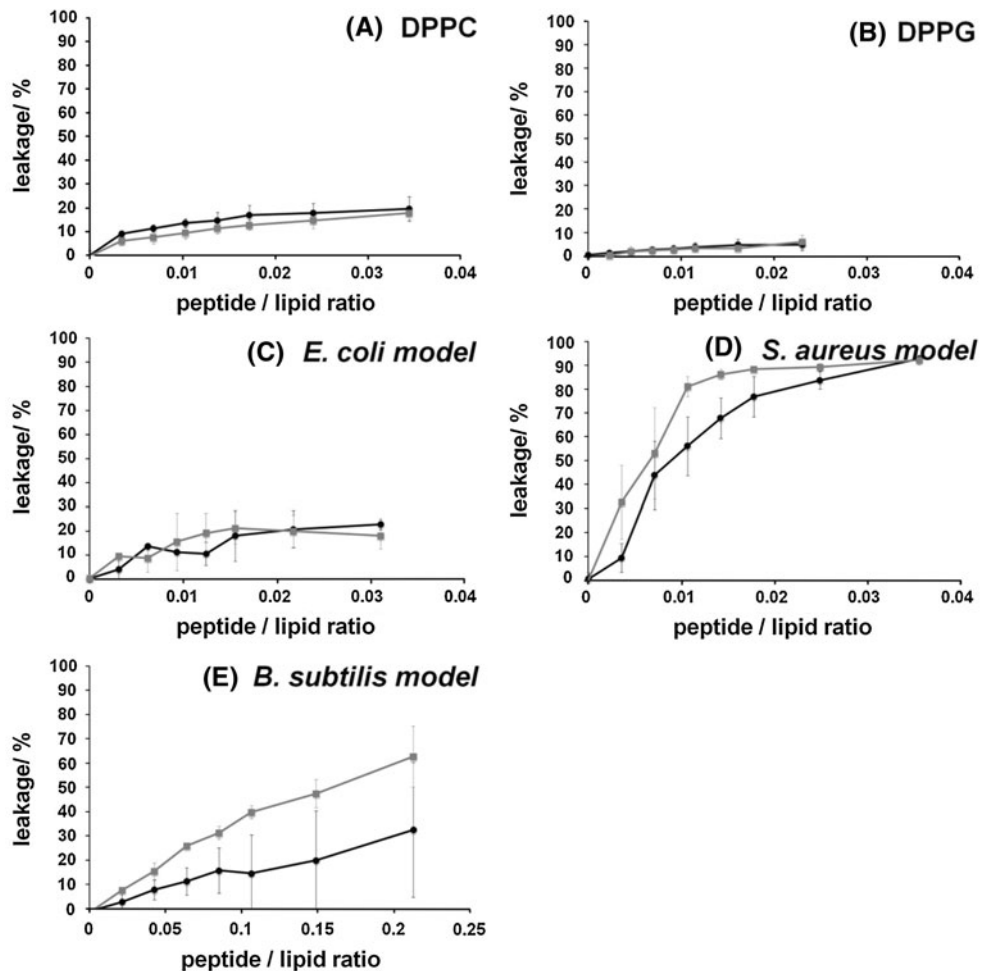 (A) DPPC
100
90
80
70
60
50
40
30
20
10
0
leakage/ %
0 0.01 0.02 0.03 0.04
peptide / lipid ratio
(B) DPPG
100
90
80
70
60
50
40
30
20
10
0
leakage/ %
0 0.01 0.02 0.03 0.04
peptide / lipid ratio
(C) E. coli model
100
90
80
70
60
50
40
30
20
10
0
leakage/ %
0 0.01 0.02 0.03 0.04
peptide / lipid ratio
(D) S. aureus model
100
90
80
70
60
50
40
30
20
10
0
leakage/ %
0 0.01 0.02 0.03 0.04
peptide / lipid ratio
(E) B. subtilis model
100
90
80
70
60
50
40
30
20
10
0
leakage/ %
0.05 0.1 0.15 0.2 0.25
peptide / lipid ratio